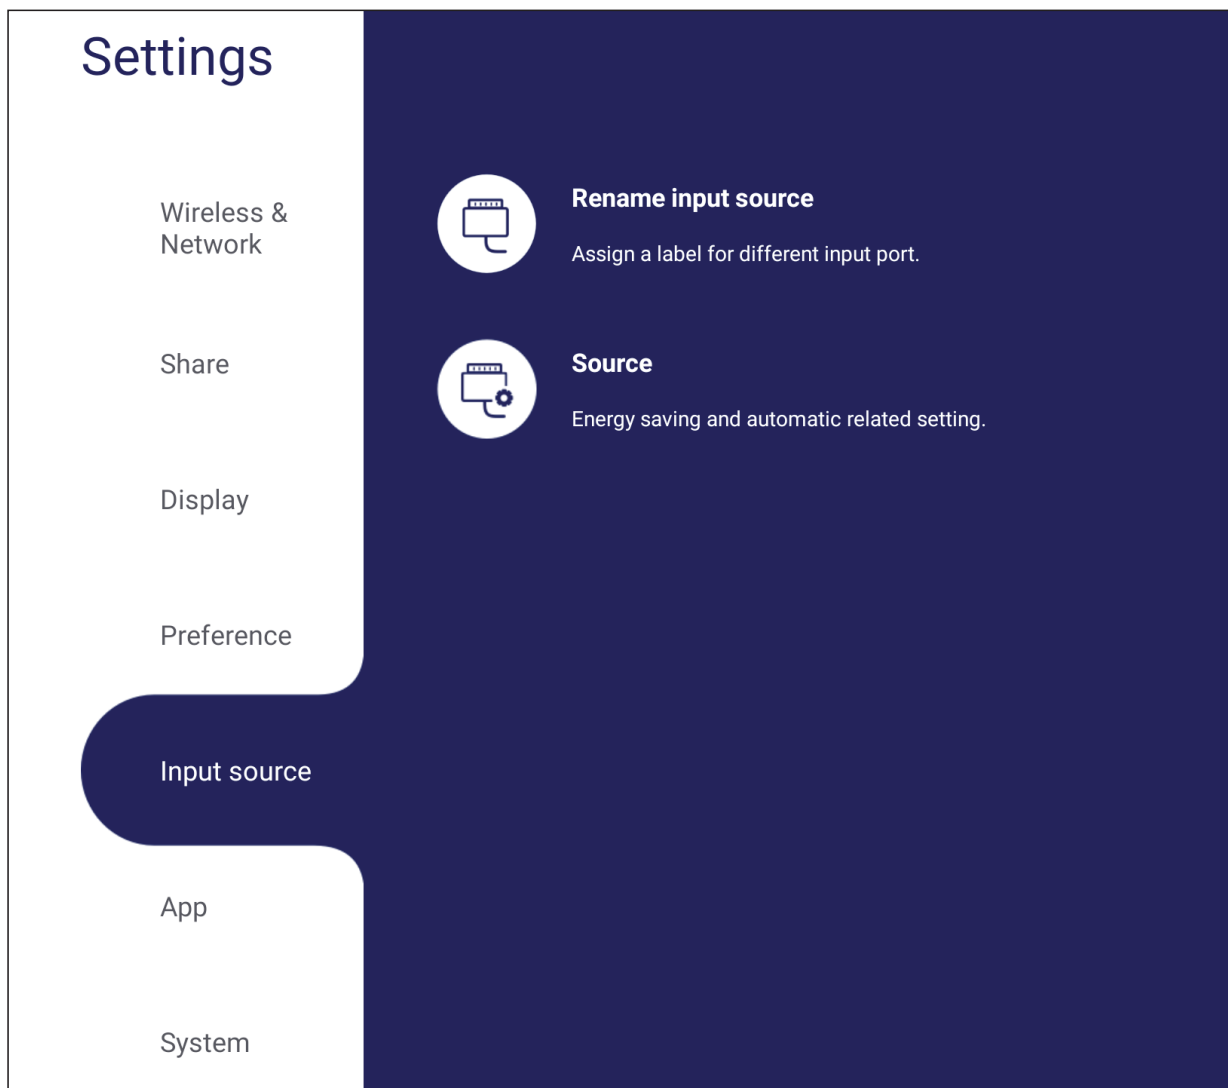 Settings
Wireless &
Network
Share
Display
Preference
Input source
App
System
Rename input source
Assign a label for different input port.
Source
Energy saving and automatic related setting.